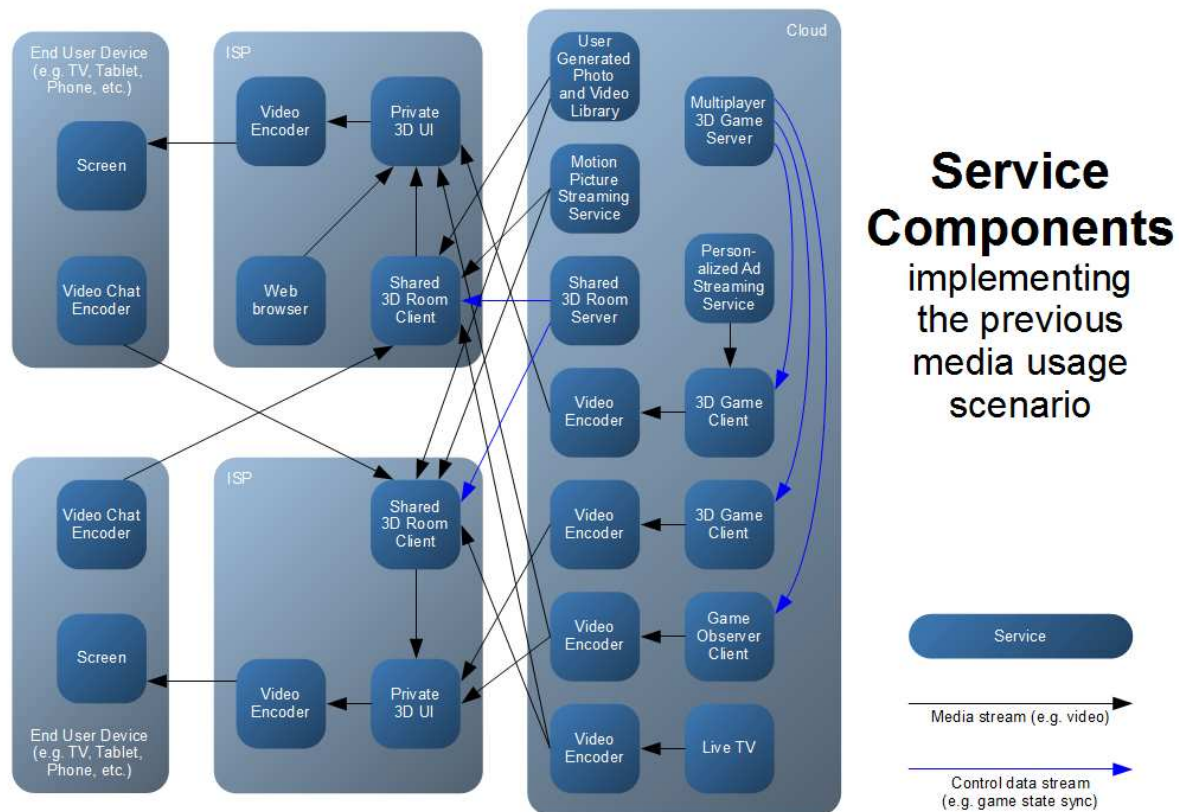 End User Device
(e.g. TV, Tablet,
Phone, etc.)
Screen
Video Chat
Encoder
ISP
Video
Encoder
Private
3D UI
Web
browser
Shared
3D Room
Client
Cloud
User
Generated
Photo
and Video
Library
Multiplayer
3D Game
Server
Motion
Picture
Streaming
Service
Person-
alized Ad
Streaming
Service
Shared
3D Room
Server
Video
Encoder
3D Game
Client
Video
Encoder
3D Game
Client
Video
Encoder
Game
Observer
Client
Video
Encoder
Live TV
Video Chat
Encoder
Screen
End User Device
(e.g. TV, Tablet,
Phone, etc.)
ISP
Shared
3D Room
Client
Video
Encoder
Private
3D UI
Service
Components
implementing
the previous
media usage
scenario
Service
Media stream (e.g. video)
Control data stream
(e.g. game state sync)